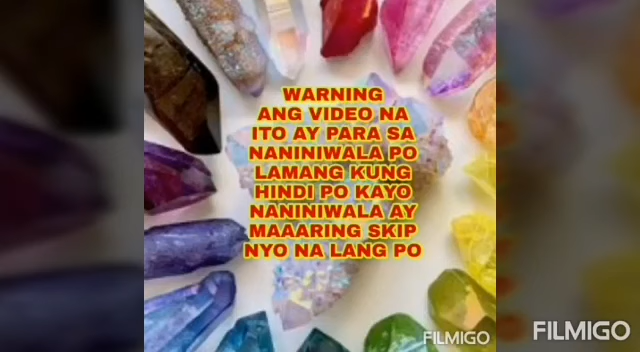 WARNING
ANG VIDEO NA
ITO AY PARA SA
NANINIWALA PO
LAMANG KUNG
HINDI PO KAYO
NANINIWALA AY
MAAARING SKIP
NYO NA LANG PO
FILMIGO
FILMIGO